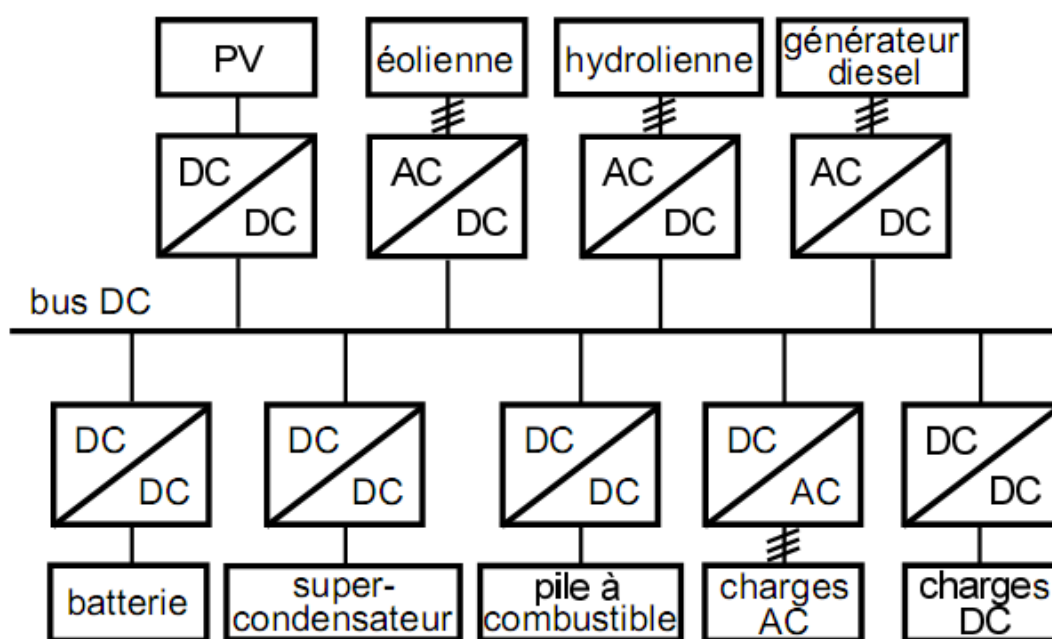 PV
éolienne
hydrolienne
générateur
diesel
DC
DC
AC
DC
AC
DC
AC
DC
bus DC
DC
DC
DC
DC
DC
DC
DC
AC
DC
DC
batterie
super-
condensateur
pile à
combustible
charges
AC
charges
DC